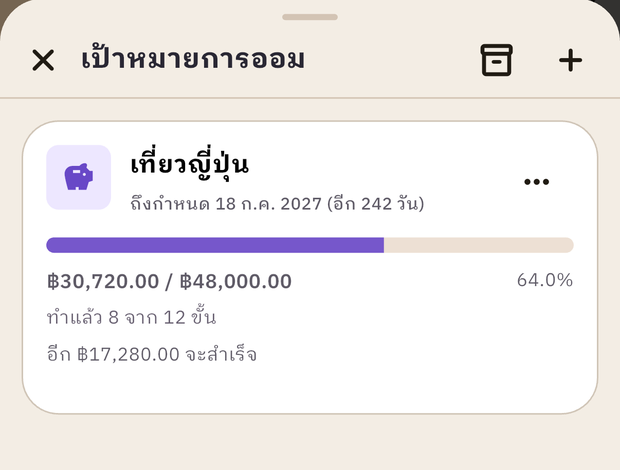 เป้าหมายการออม
เที่ยวญี่ปุ่น
ถึงกำหนด 18 ก.ค. 2027 (อีก 242 วัน)
฿30,720.00 / ฿48,000.00
64.0%
ทำแล้ว 8 จาก 12 ขั้น
อีก ฿17,280.00 จะสำเร็จ